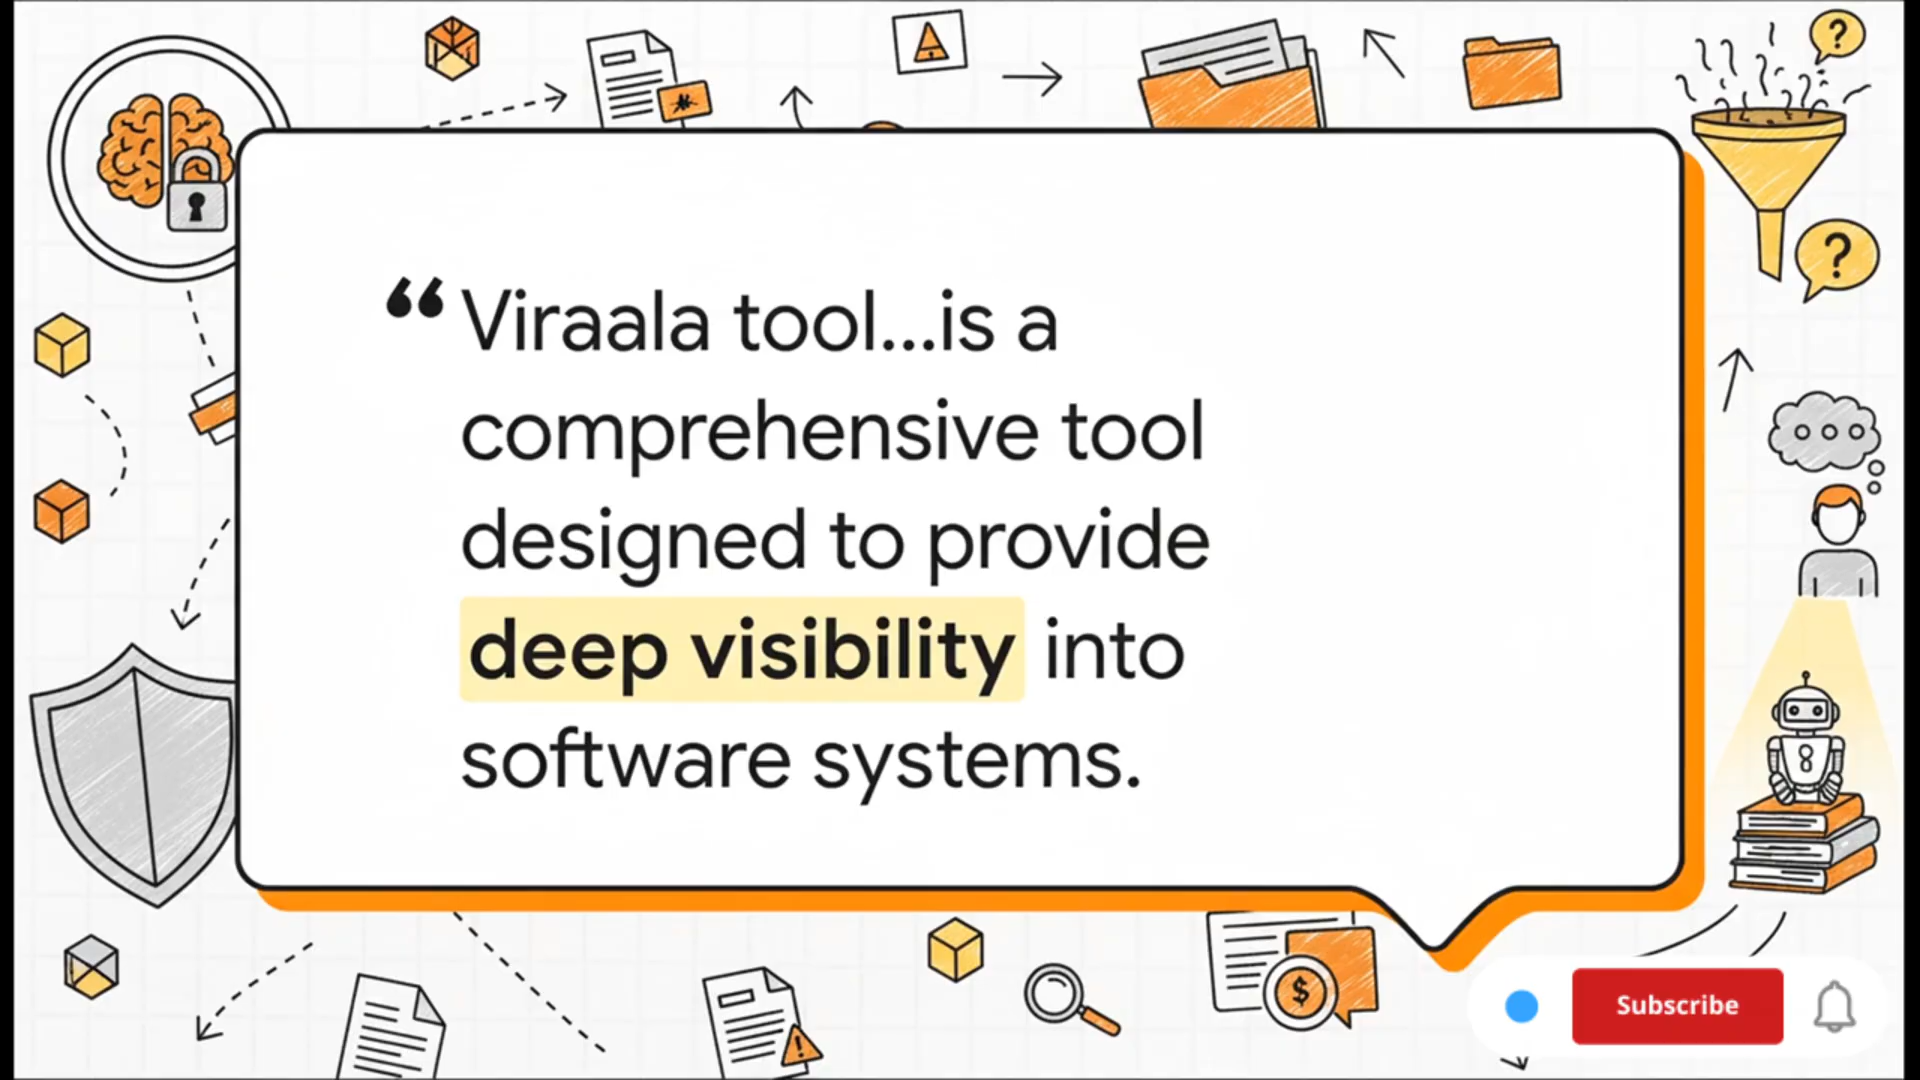 “Viraala tool...is a
comprehensive tool
designed to provide
deep visibility into
software systems.
?
?
$
!
Subscribe